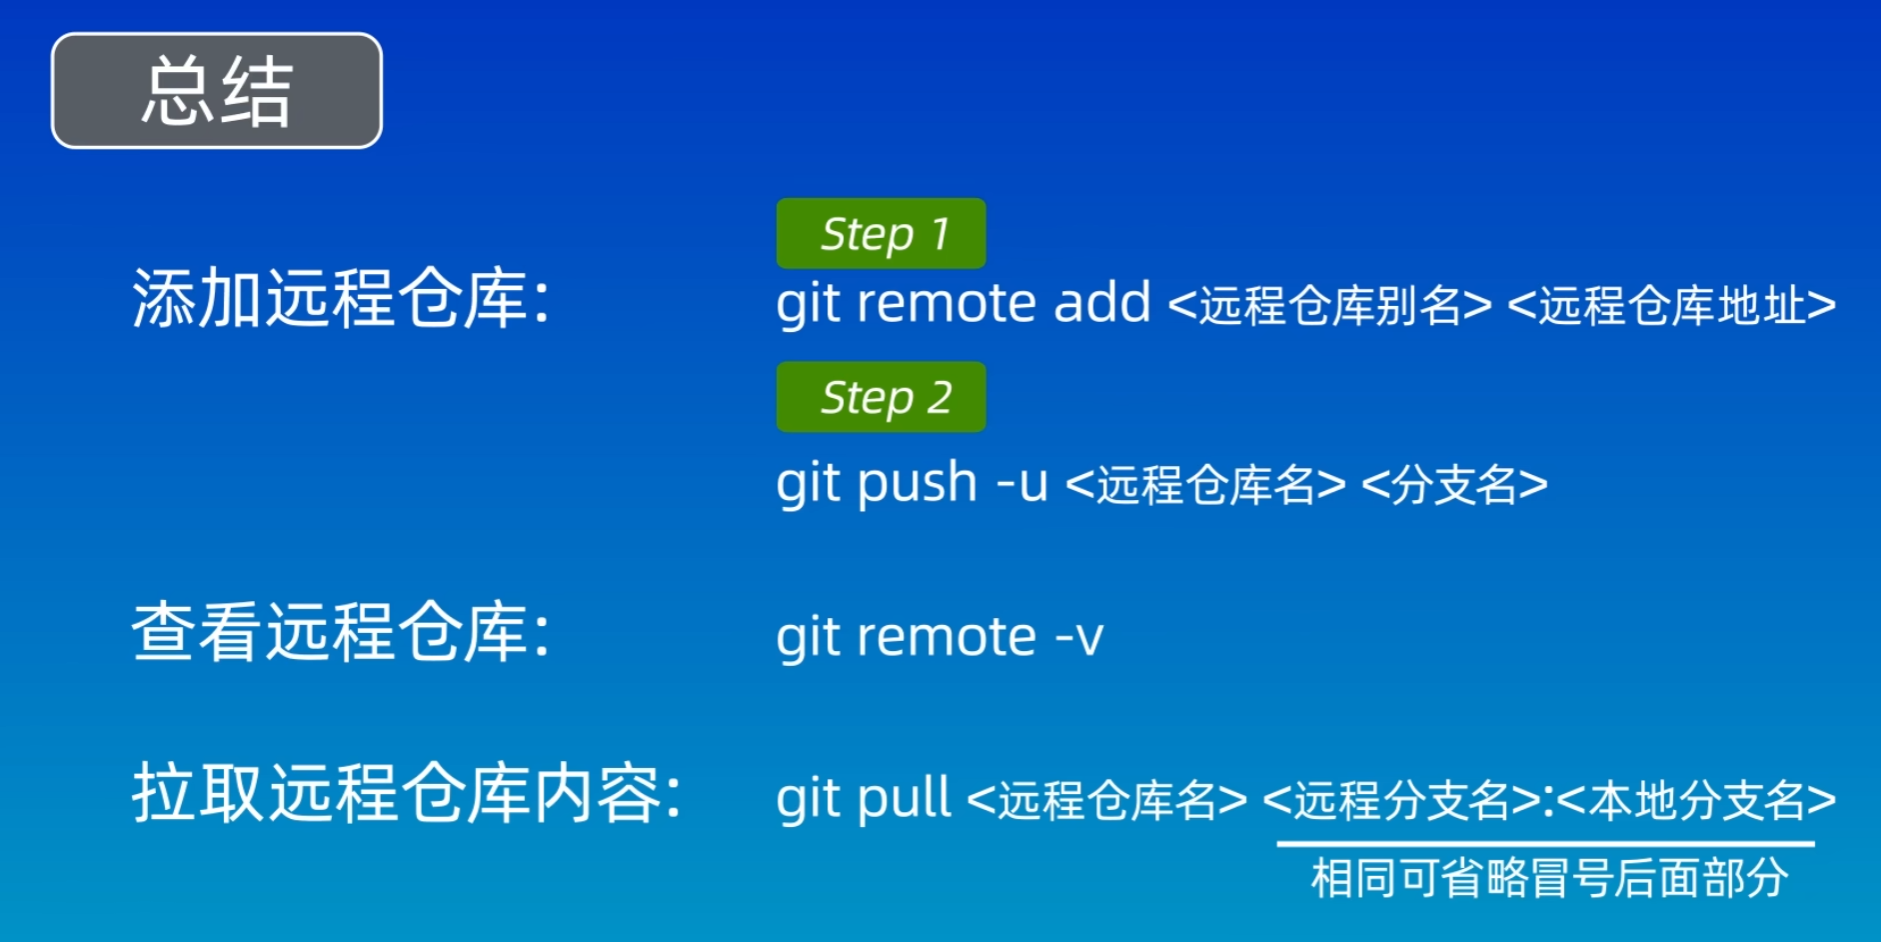 总结
Step 1
添加远程仓库: git remote add <远程仓库别名> <远程仓库地址>
Step 2
git push -u <远程仓库名> <分支名>
查看远程仓库: git remote -v
拉取远程仓库内容: git pull <远程仓库名> <远程分支名>:<本地分支名>
相同可省略冒号后面部分